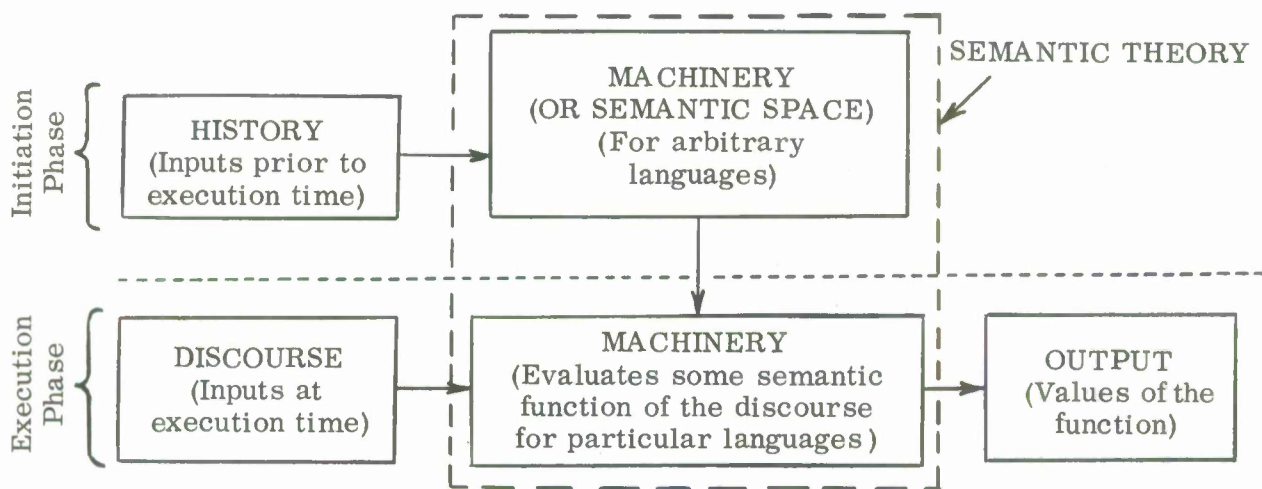 SEMANTIC THEORY
Initiation
Phase
HISTORY
(Inputs prior to
execution time)
MACHINERY
(OR SEMANTIC SPACE)
(For arbitrary
languages)
Execution
Phase
DISCOURSE
(Inputs at
execution time)
MACHINERY
(Evaluates some semantic
function of the discourse
for particular languages)
OUTPUT
(Values of the
function)